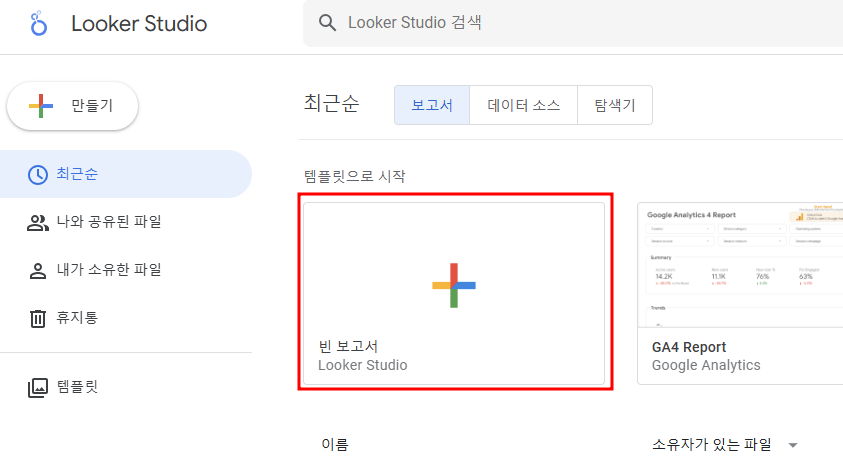 Looker Studio
Looker Studio 검색
만들기
최근순
보고서
데이터 소스
탐색기
최근순
나와 공유된 파일
내가 소유한 파일
휴지통
템플릿
템플릿으로 시작
빈 보고서
Looker Studio
Google Analytics 4 Report
Summary
14.2K
11.1K
76%
63%
Trends
GA4 Report
Google Analytics
이름
소유자가 있는 파일